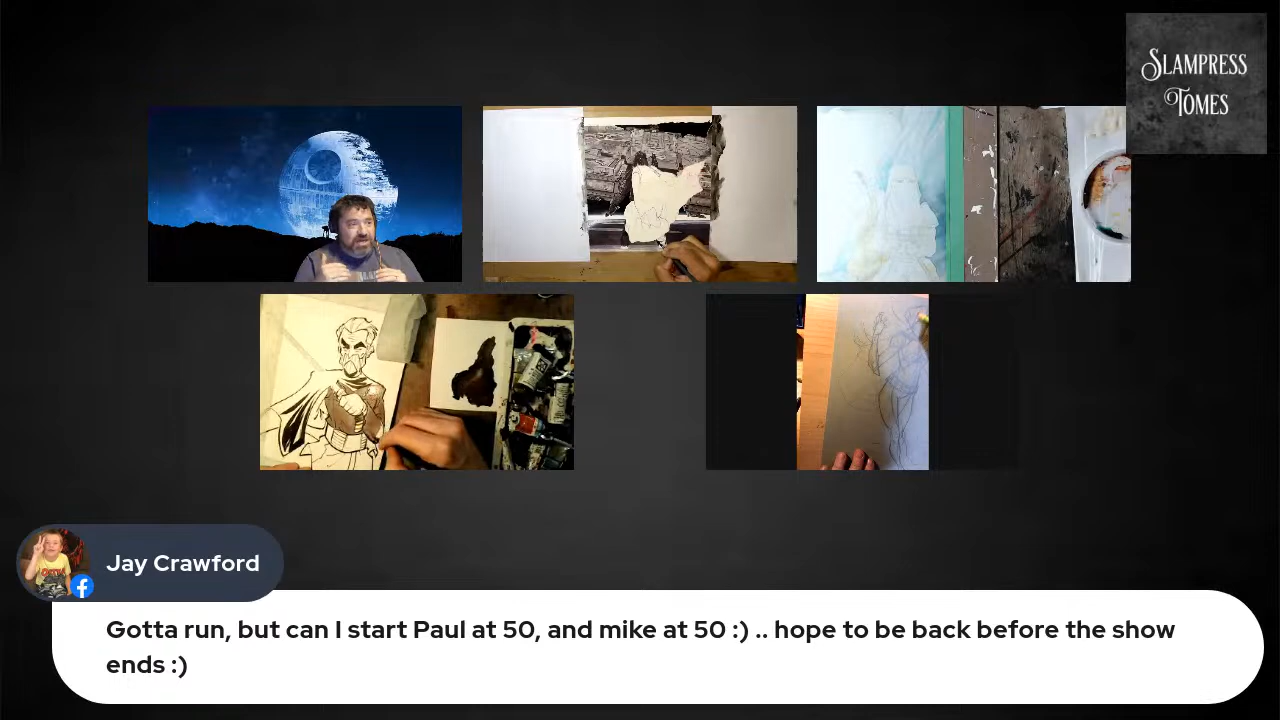 SLAMPRESS
TOMES
Jay Crawford
Gotta run, but can I start Paul at 50, and mike at 50 :) .. hope to be back before the show
ends :)